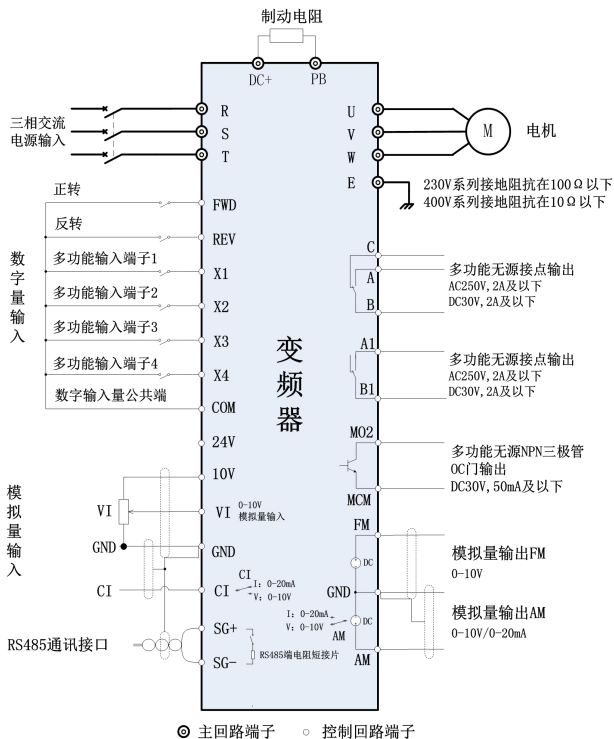 制动电阻
DC+
PB
三相交流
电源输入
R
S
T
U
V
W
E
M
电机
230V系列接地阻抗在100Ω以下
400V系列接地阻抗在10Ω以下
数字量输入
正转
FWD
反转
REV
多功能输入端子1
X1
多功能输入端子2
X2
多功能输入端子3
X3
多功能输入端子4
X4
数字输入量公共端
COM
24V
变频器
C
A
B
多功能无源接点输出
AC250V,2A及以下
DC30V,2A及以下
A1
B1
多功能无源接点输出
AC250V,2A及以下
DC30V,2A及以下
MO2
MCM
多功能无源NPN三极管
OC门输出
DC30V,50mA及以下
模拟量输入
10V
VI
VI
0-10V
模拟量输入
GND
GND
CI
CI
CI
I: 0-20mA
V: 0-10V
FM
DC
GND
模拟量输出FM
0-10V
I: 0-20mA
V: 0-10V
AM
DC
AM
模拟量输出AM
0-10V/0-20mA
RS485通讯接口
SG+
SG-
RS485端电阻短接片
主回路端子
控制回路端子